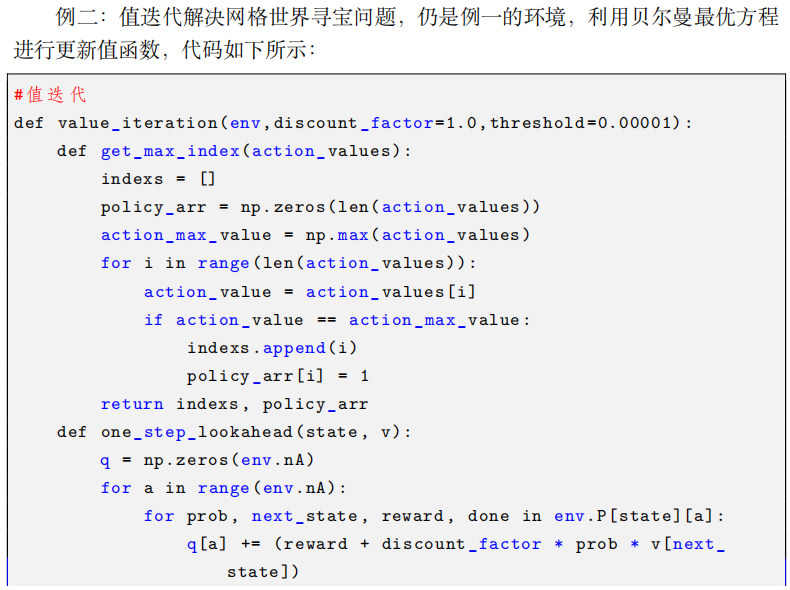 例二：值迭代解决网格世界寻宝问题，仍是例一的环境，利用贝尔曼最优方程
进行更新值函数，代码如下所示：
#值迭代
def value_iteration(env,discount_factor=1.0,threshold=0.00001):
    def get_max_index(action_values):
        indexs = []
        policy_arr = np.zeros(len(action_values))
        action_max_value = np.max(action_values)
        for i in range(len(action_values)):
            action_value = action_values[i]
            if action_value == action_max_value:
                indexs.append(i)
                policy_arr[i] = 1
        return indexs, policy_arr
    def one_step_lookahead(state, v):
        q = np.zeros(env.nA)
        for a in range(env.nA):
            for prob, next_state, reward, done in env.P[state][a]:
                q[a] += (reward + discount_factor * prob * v[next_
                    state])